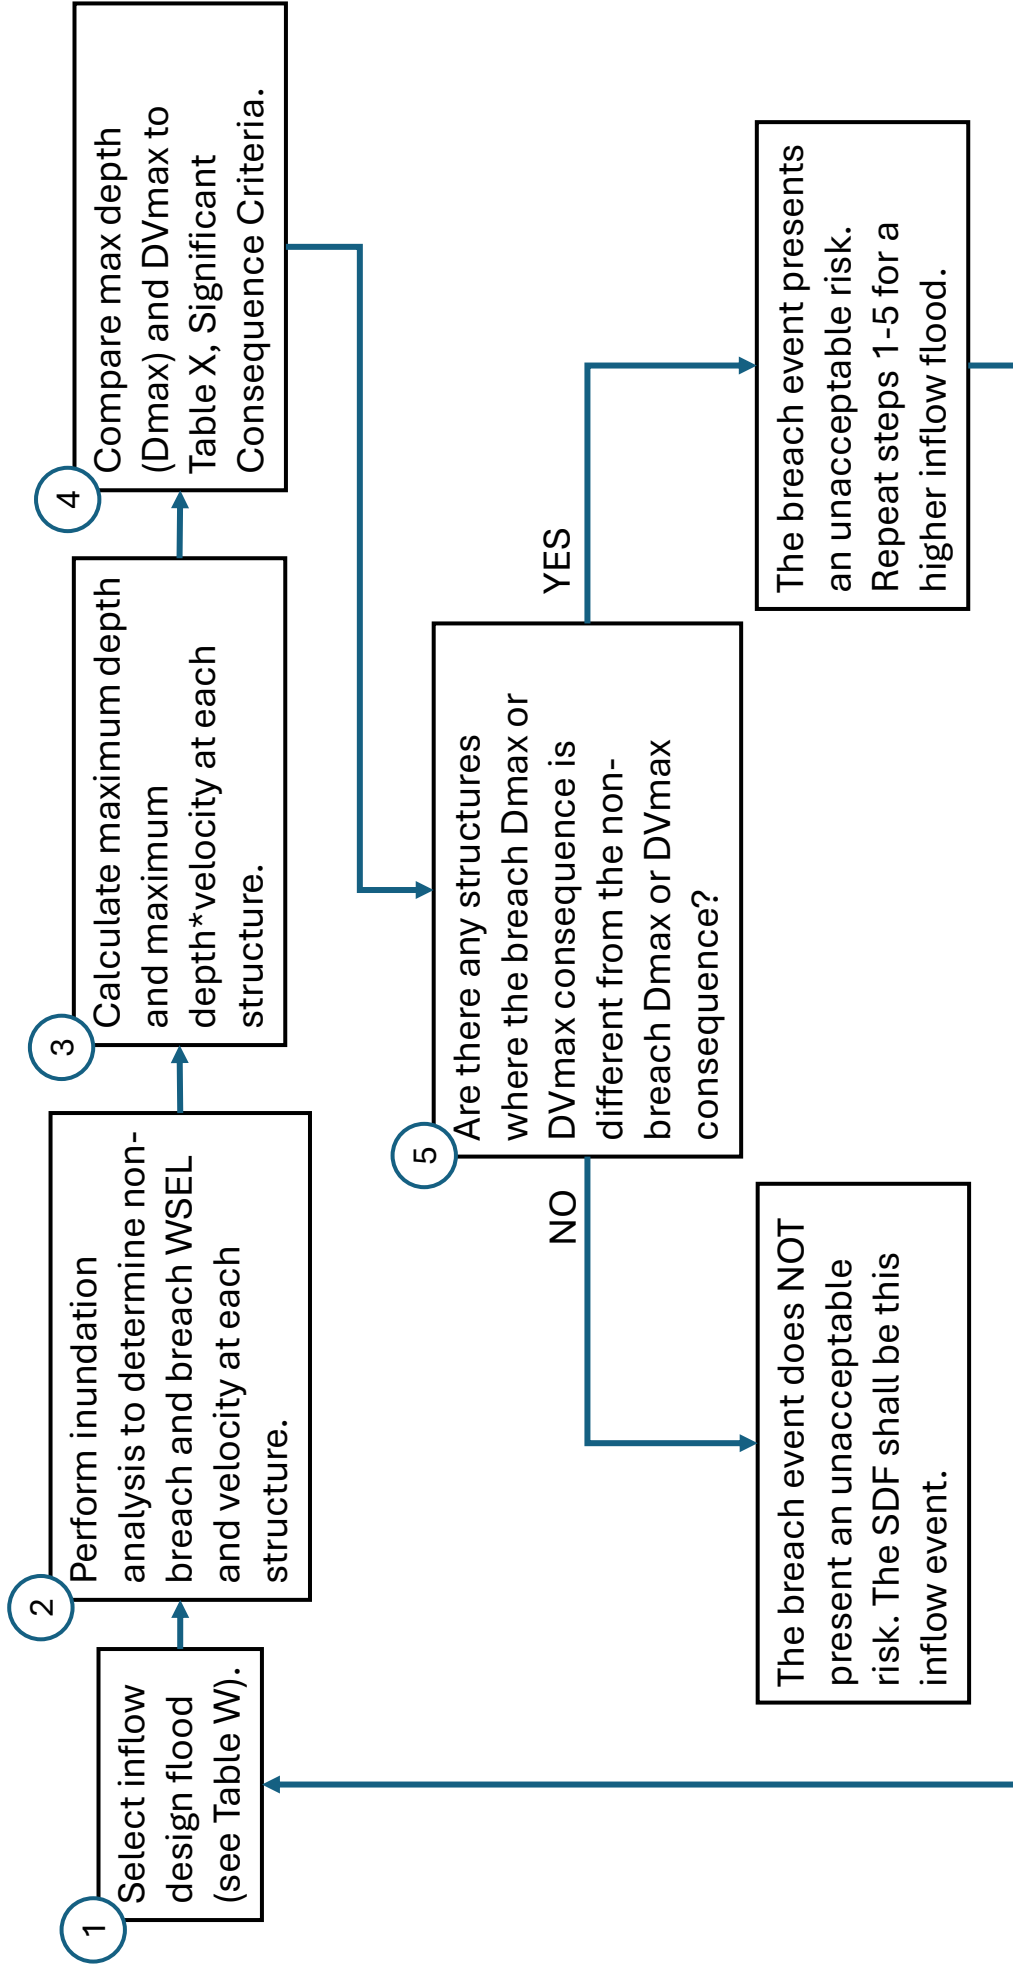 1
Select inflow
design flood
(see Table W).
2
Perform inundation
analysis to determine non-
breach and breach WSEL
and velocity at each
structure.
3
Calculate maximum depth
and maximum
depth*velocity at each
structure.
4
Compare max depth
(Dmax) and DVmax to
Table X, Significant
Consequence Criteria.
5
Are there any structures
where the breach Dmax or
DVmax consequence is
different from the non-
breach Dmax or DVmax
consequence?
NO
YES
The breach event does NOT
present an unacceptable
risk. The SDF shall be this
inflow event.
The breach event presents
an unacceptable risk.
Repeat steps 1-5 for a
higher inflow flood.